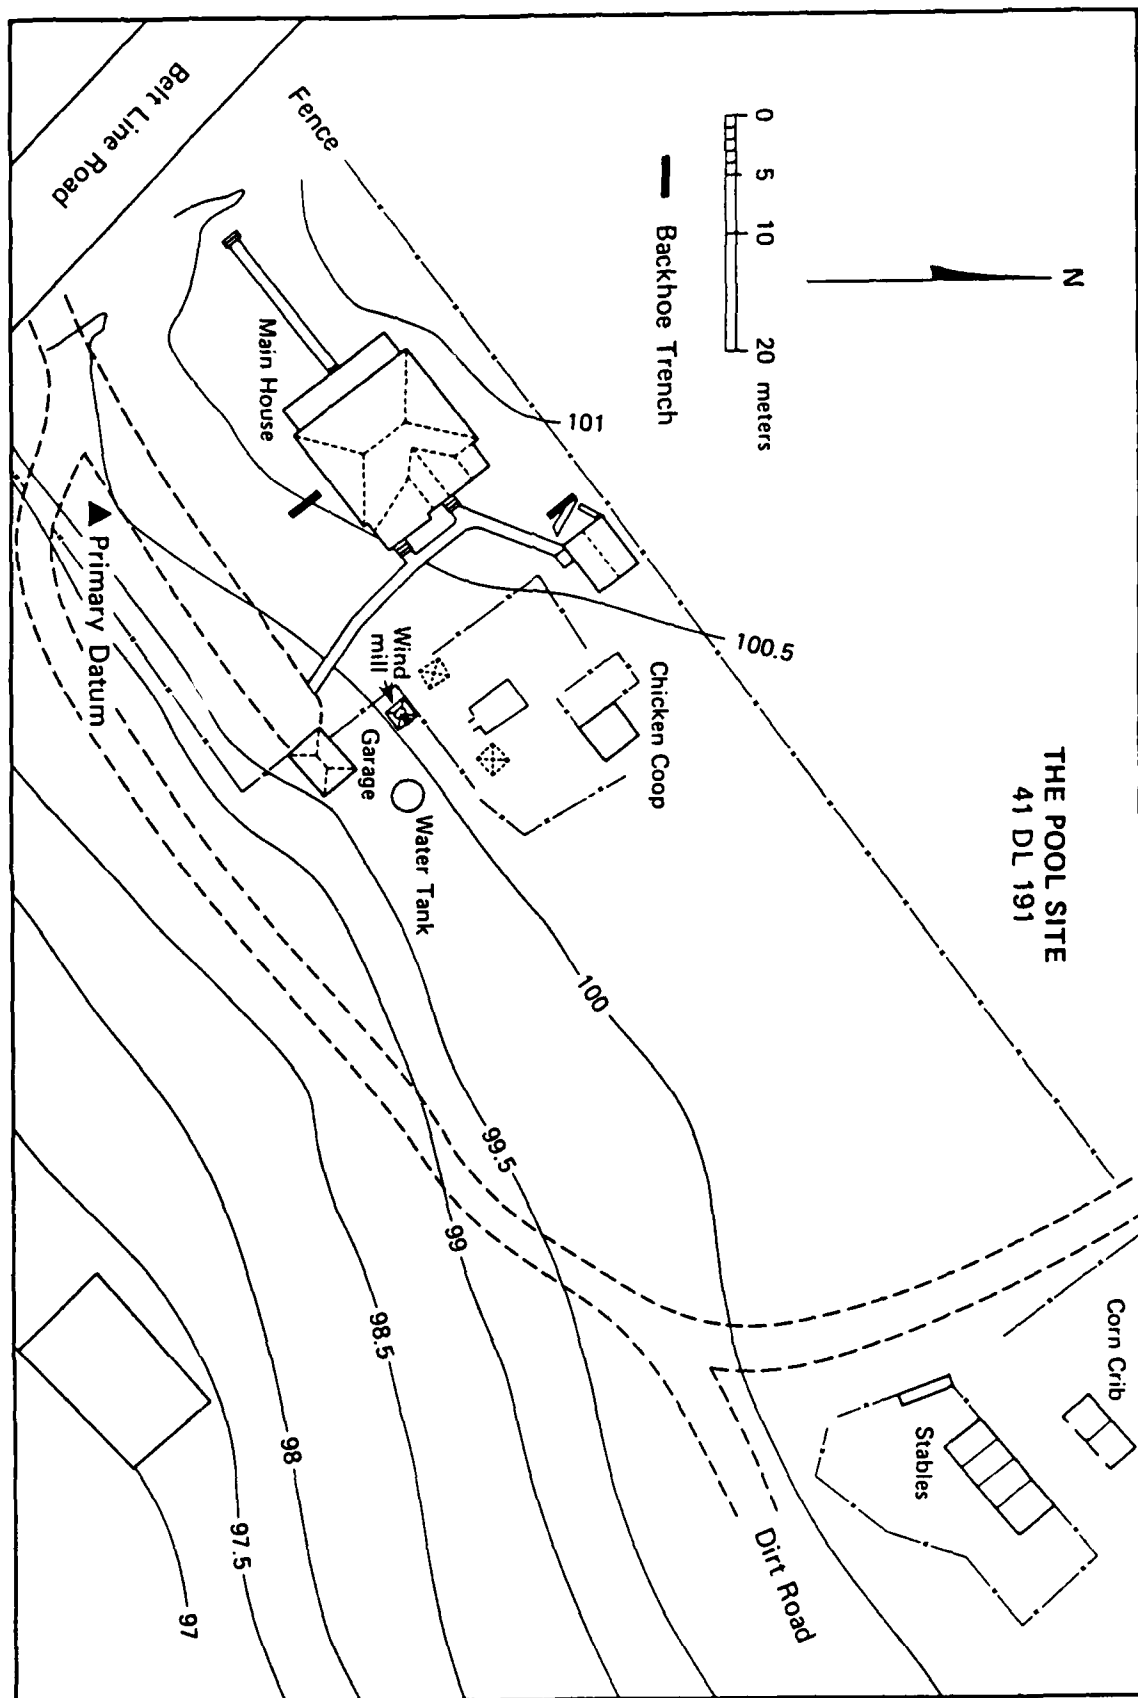 THE POOL SITE
41 DL 191
N
0 5 10 20 meters
Backhoe Trench
Fence
Belt Line Road
Main House
101
100.5
Chicken Coop
Wind
mill
Garage
Water Tank
Primary Datum
100
99.5
99
98.5
98
97.5
97
Corn Crib
Stables
Dirt Road